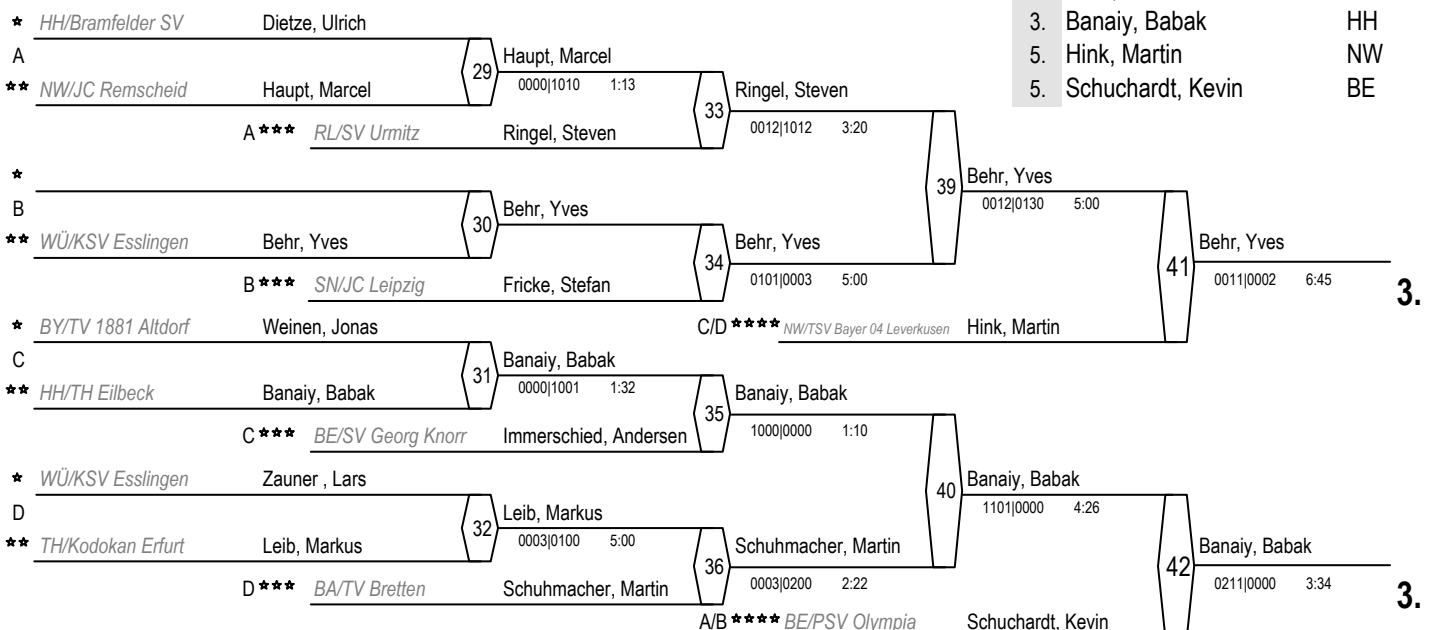 3. Banaiy, Babak HH
5. Hink, Martin NW
5. Schuchardt, Kevin BE
* HH/Bramfelder SV Dietze, Ulrich
A
29 Haupt, Marcel
0000|1010 1:13
** NW/JC Remscheid Haupt, Marcel
33 Ringel, Steven
0012|1012 3:20
A *** RL/SV Urmitz Ringel, Steven
*
B
39 Behr, Yves
0012|0130 5:00
30 Behr, Yves
** WÜ/KSV Esslingen Behr, Yves
34 Behr, Yves
0101|0003 5:00
41 Behr, Yves
0011|0002 6:45
3.
B *** SN/JC Leipzig Fricke, Stefan
* BY/TV 1881 Altdorf Weinen, Jonas
C/D **** NW/TSV Bayer 04 Leverkusen Hink, Martin
C
31 Banaiy, Babak
0000|1001 1:32
** HH/TH Eilbeck Banaiy, Babak
35 Banaiy, Babak
1000|0000 1:10
C *** BE/SV Georg Knorr Immerschied, Andersen
* WÜ/KSV Esslingen Zauner , Lars
40 Banaiy, Babak
1101|0000 4:26
D
32 Leib, Markus
0003|0100 5:00
** TH/Kodokan Erfurt Leib, Markus
36 Schuhmacher, Martin
0003|0200 2:22
42 Banaiy, Babak
0211|0000 3:34
3.
D *** BA/TV Bretten Schuhmacher, Martin
A/B **** BE/PSV Olympia Schuchardt, Kevin